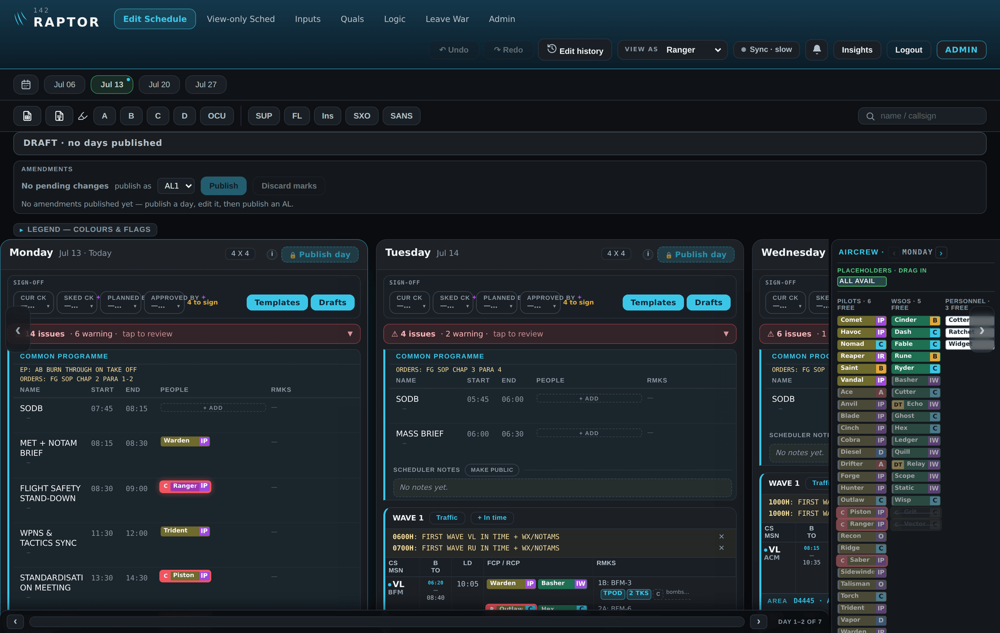 142
RAPTOR
Edit Schedule
View-only Sched
Inputs
Quals
Logic
Leave War
Admin
↶ Undo
↷ Redo
Edit history
VIEW AS Ranger
Sync · slow
Insights
Logout
ADMIN
Jul 06
Jul 13
Jul 20
Jul 27
A
B
C
D
OCU
SUP
FL
Ins
SXO
SANS
name / callsign
DRAFT · no days published
AMENDMENTS
No pending changes publish as AL1 Publish Discard marks
No amendments published yet — publish a day, edit it, then publish an AL.
▸ LEGEND — COLOURS & FLAGS
Monday Jul 13 · Today 4 X 4 i Publish day
SIGN-OFF
CUR CK
—...
SKED CK
—...
PLANNED
—...
APPROVED BY
—...
4 to sign
Templates
Drafts
14 issues · 6 warning · tap to review
COMMON PROGRAMME
EP: AB BURN THROUGH ON TAKE OFF
ORDERS: FG SOP CHAP 2 PARA 1-2
NAME START END PEOPLE RMKS
SODB 07:45 08:15 + ADD —
—
MET + NOTAM BRIEF 08:15 08:30 Warden IP —
—
FLIGHT SAFETY STAND-DOWN 08:30 09:00 C Ranger IP —
—
WPNS & TACTICS SYNC 11:30 12:00 Trident IP —
—
STANDARDISATI ON MEETING 13:30 14:30 C Piston IP —
—
Tuesday Jul 14 4 X 4 i Publish day
SIGN-OFF
CUR CK
—...
SKED CK
—...
PLANNED
—...
APPROVED BY
—...
4 to sign
Templates
Drafts
⚠ 4 issues · 2 warning · tap to review
COMMON PROGRAMME
ORDERS: FG SOP CHAP 3 PARA 4
NAME START END PEOPLE RMKS
SODB 05:45 06:00 + ADD —
—
MASS BRIEF 06:00 06:30 + ADD —
—
SCHEDULER NOTES MAKE PUBLIC
No notes yet.
WAVE 1 Traffic + In time
0600H: FIRST WAVE VL IN TIME + WX/NOTAMS ×
0700H: FIRST WAVE RU IN TIME + WX/NOTAMS ×
CS MSN B TO LD FCP / RCP RMKS
VL BFM 06:20 — 08:40 10:05 Warden IP Basher IW 1B: BFM-3
TPOD 2 TKS C bombs...
B Outlaw C Hex C 2A: BFM-6
Wednesday
SIGN-OFF
CUR CK
—...
SKE
—...
⚠ 6 issues · 1
COMMON PROG
ORDERS: FG SOP
NAME
SODB
—
SCHEDULER NOT
No notes yet.
WAVE 1 Traffi
1000H: FIRST WA
1000H: FIRST WA
CS MSN B TO
VL ACM 08:15 — 10:35
AREA D4445 ·
AIRCREW · ‹ MONDAY ›
PLACEHOLDERS · DRAG IN
ALL AVAIL
PILOTS · 6 FREE
Comet IP
Havoc IP
Nomad C
Reaper IR
Saint B
Vandal IP
Ace A
Anvil IP
Blade IP
Cinch IP
Cobra IP
Diesel D
Drifter A
Forge IP
Hunter IP
Outlaw C
C Piston IP
C Ranger IP
Recon O
Ridge C
C Saber IP
Sidewinde IP
Talisman O
Torch C
Trident IP
Vapor D
Warden IP
WSOS · 5 FREE
Cinder B
Dash C
Fable C
Rune B
Ryder C
Basher IW
Cutter C
DT Echo IW
Ghost C
Hex C
Ledger IW
Quill IW
DT Relay IW
Scope IW
Static IW
Wisp C
C Grit C
C Vector C
PERSONNEL · 3 FREE
Cotter
Ratchet
Widget
‹
›
DAY 1–2 OF 7